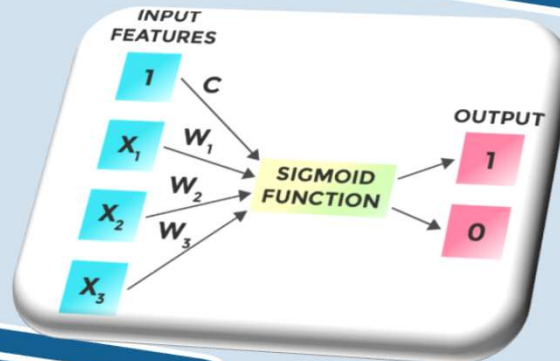 INPUT
FEATURES
1
C
X₁
W₁
X₂
W₂
X₃
W₃
SIGMOID
FUNCTION
OUTPUT
1
0